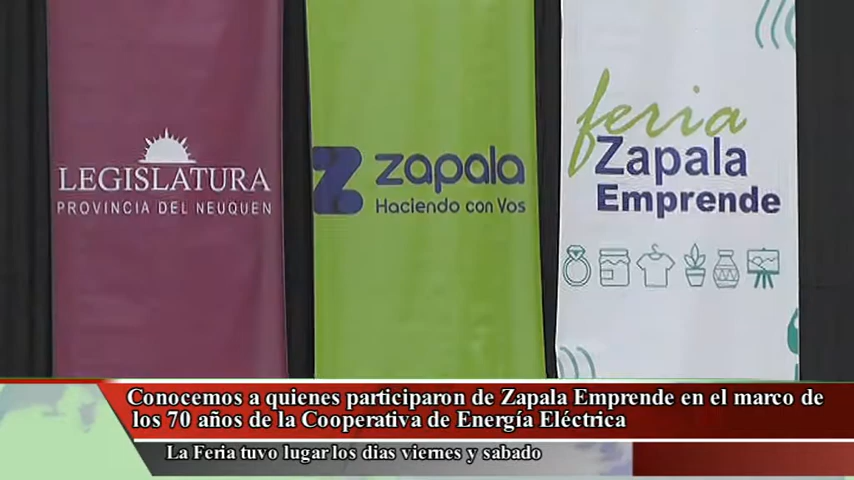 LEGISLATURA
PROVINCIA DEL NEUQUEN
zapala
Haciendo con Vos
feria
Zapala
Emprende
Conocemos a quienes participaron de Zapala Emprende en el marco de
los 70 años de la Cooperativa de Energía Eléctrica
La Feria tuvo lugar los dias viernes y sabado